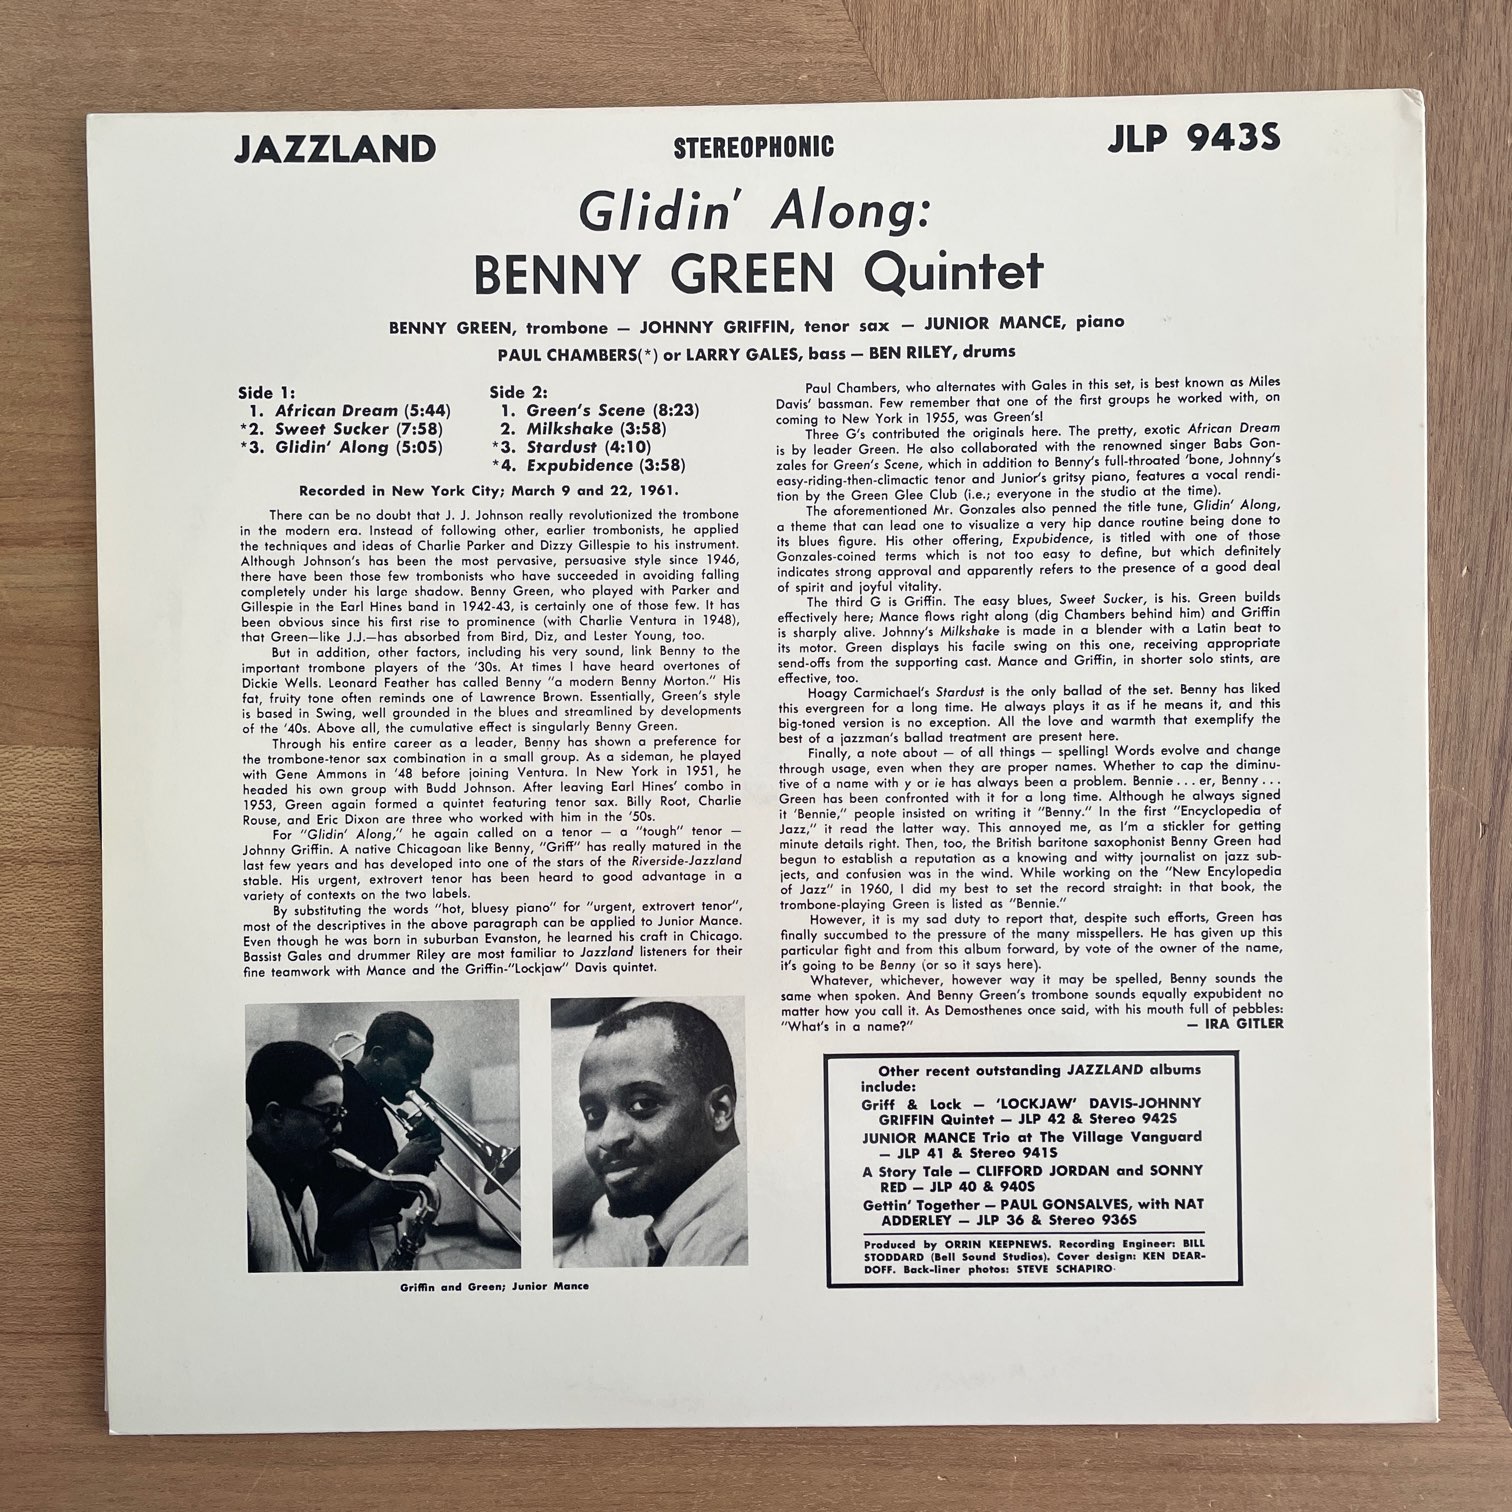 JAZZLAND
STEREOPHONIC
JLP 943S
Glidin' Along:
BENNY GREEN Quintet
BENNY GREEN, trombone — JOHNNY GRIFFIN, tenor sax — JUNIOR MANCE, piano
PAUL CHAMBERS(*) or LARRY GALES, bass — BEN RILEY, drums
Side 1:
1. African Dream (5:44)
*2. Sweet Sucker (7:58)
*3. Glidin' Along (5:05)
Side 2:
1. Green's Scene (8:23)
2. Milkshake (3:58)
*3. Stardust (4:10)
*4. Expubidence (3:58)
Recorded in New York City; March 9 and 22, 1961.
There can be no doubt that J. J. Johnson really revolutionized the trombone
in the modern era. Instead of following other, earlier trombonists, he applied
the techniques and ideas of Charlie Parker and Dizzy Gillespie to his instrument.
Although Johnson's has been the most pervasive, persuasive style since 1946,
there have been those few trombonists who have succeeded in avoiding falling
completely under his large shadow. Benny Green, who played with Parker and
Gillespie in the Earl Hines band in 1942-43, is certainly one of those few. It has
been obvious since his first rise to prominence (with Charlie Ventura in 1948),
that Green—like J.J.—has absorbed from Bird, Diz, and Lester Young, too.
But in addition, other factors, including his very sound, link Benny to the
important trombone players of the '30s. At times I have heard overtones of
Dickie Wells. Leonard Feather has called Benny "a modern Benny Morton." His
fat, fruity tone often reminds one of Lawrence Brown. Essentially, Green's style
is based in Swing, well grounded in the blues and streamlined by developments
of the '40s. Above all, the cumulative effect is singularly Benny Green.
Through his entire career as a leader, Benny has shown a preference for
the trombone-tenor sax combination in a small group. As a sideman, he played
with Gene Ammons in '48 before joining Ventura. In New York in 1951, he
headed his own group with Budd Johnson. After leaving Earl Hines' combo in
1953, Green again formed a quintet featuring tenor sax. Billy Root, Charlie
Rouse, and Eric Dixon are three who worked with him in the '50s.
For "Glidin' Along," he again called on a tenor — a "tough" tenor —
Johnny Griffin. A native Chicagoan like Benny, "Griff" has really matured in the
last few years and has developed into one of the stars of the Riverside-Jazzland
stable. His urgent, extrovert tenor has been heard to good advantage in a
variety of contexts on the two labels.
By substituting the words "hot, bluesy piano" for "urgent, extrovert tenor",
most of the descriptives in the above paragraph can be applied to Junior Mance.
Even though he was born in suburban Evanston, he learned his craft in Chicago.
Bassist Gales and drummer Riley are most familiar to Jazzland listeners for their
fine teamwork with Mance and the Griffin-"Lockjaw" Davis quintet.
Griffin and Green; Junior Mance
Paul Chambers, who alternates with Gales in this set, is best known as Miles
Davis' bassman. Few remember that one of the first groups he worked with, on
coming to New York in 1955, was Green's!
Three G's contributed the originals here. The pretty, exotic African Dream
is by leader Green. He also collaborated with the renowned singer Babs Gon-
zales for Green's Scene, which in addition to Benny's full-throated 'bone, Johnny's
easy-riding-then-climactic tenor and Junior's gritsy piano, features a vocal rendi-
tion by the Green Glee Club (i.e.; everyone in the studio at the time).
The aforementioned Mr. Gonzales also penned the title tune, Glidin' Along,
a theme that can lead one to visualize a very hip dance routine being done to
its blues figure. His other offering, Expubidence, is titled with one of those
Gonzales-coined terms which is not too easy to define, but which definitely
indicates strong approval and apparently refers to the presence of a good deal
of spirit and joyful vitality.
The third G is Griffin. The easy blues, Sweet Sucker, is his. Green builds
effectively here; Mance flows right along (dig Chambers behind him) and Griffin
is sharply alive. Johnny's Milkshake is made in a blender with a Latin beat to
its motor. Green displays his facile swing on this one, receiving appropriate
send-offs from the supporting cast. Mance and Griffin, in shorter solo stints, are
effective, too.
Hoagy Carmichael's Stardust is the only ballad of the set. Benny has liked
this evergreen for a long time. He always plays it as if he means it, and this
big-toned version is no exception. All the love and warmth that exemplify the
best of a jazzman's ballad treatment are present here.
Finally, a note about — of all things — spelling! Words evolve and change
through usage, even when they are proper names. Whether to cap the diminu-
tive of a name with y or ie has always been a problem. Bennie . . . er, Benny . . .
Green has been confronted with it for a long time. Although he always signed
it 'Bennie," people insisted on writing it "Benny." In the first "Encyclopedia of
Jazz," it read the latter way. This annoyed me, as I'm a stickler for getting
minute details right. Then, too, the British baritone saxophonist Benny Green had
begun to establish a reputation as a knowing and witty journalist on jazz sub-
jects, and confusion was in the wind. While working on the "New Encylopedia
of Jazz" in 1960, I did my best to set the record straight: in that book, the
trombone-playing Green is listed as "Bennie."
However, it is my sad duty to report that, despite such efforts, Green has
finally succumbed to the pressure of the many misspellers. He has given up this
particular fight and from this album forward, by vote of the owner of the name,
it's going to be Benny (or so it says here).
Whatever, whichever, however way it may be spelled, Benny sounds the
same when spoken. And Benny Green's trombone sounds equally expubident no
matter how you call it. As Demosthenes once said, with his mouth full of pebbles:
"What's in a name?"
— IRA GITLER
Other recent outstanding JAZZLAND albums
include:
Griff & Lock — 'LOCKJAW' DAVIS-JOHNNY
GRIFFIN Quintet — JLP 42 & Stereo 942S
JUNIOR MANCE Trio at The Village Vanguard
— JLP 41 & Stereo 941S
A Story Tale — CLIFFORD JORDAN and SONNY
RED — JLP 40 & 940S
Gettin' Together — PAUL GONSALVES, with NAT
ADDERLEY — JLP 36 & Stereo 936S
Produced by ORRIN KEEPNEWS. Recording Engineer: BILL
STODDARD (Bell Sound Studios). Cover design: KEN DEAR-
DOFF. Back-liner photos: STEVE SCHAPIRO